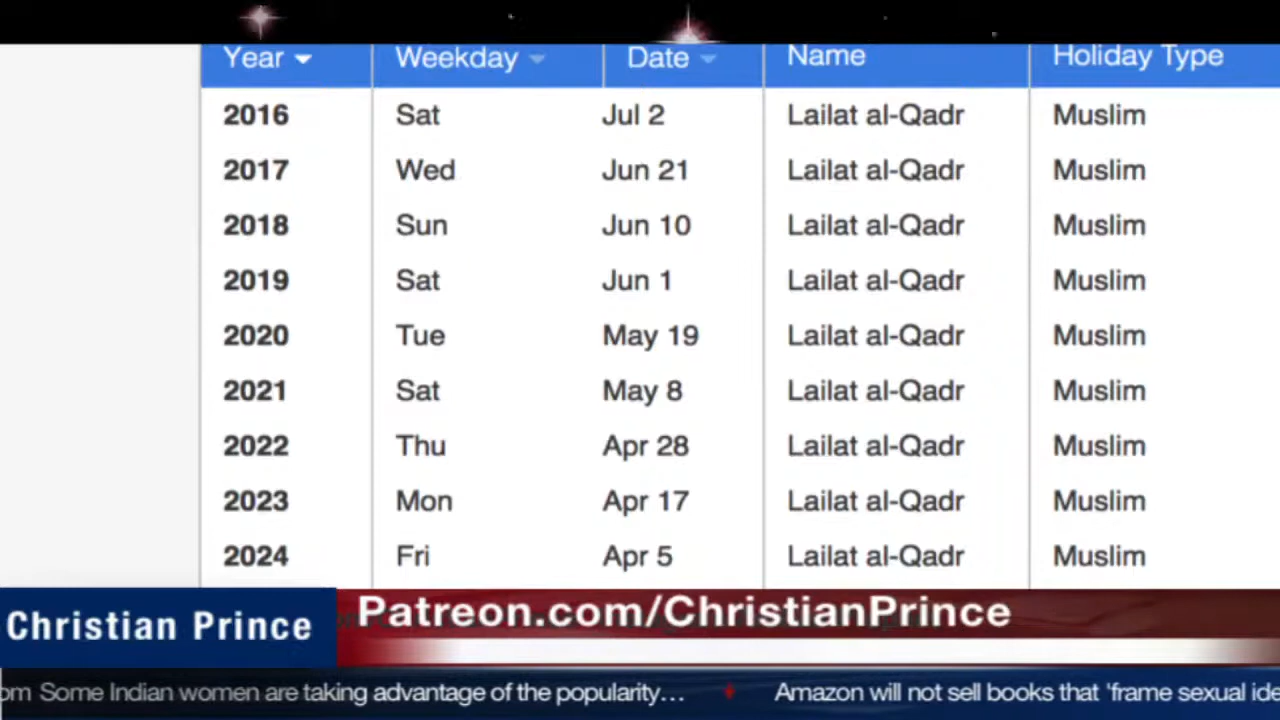 Year Weekday Date Name Holiday Type
2016 Sat Jul 2 Lailat al-Qadr Muslim
2017 Wed Jun 21 Lailat al-Qadr Muslim
2018 Sun Jun 10 Lailat al-Qadr Muslim
2019 Sat Jun 1 Lailat al-Qadr Muslim
2020 Tue May 19 Lailat al-Qadr Muslim
2021 Sat May 8 Lailat al-Qadr Muslim
2022 Thu Apr 28 Lailat al-Qadr Muslim
2023 Mon Apr 17 Lailat al-Qadr Muslim
2024 Fri Apr 5 Lailat al-Qadr Muslim
Christian Prince Patreon.com/ChristianPrince
om Some Indian women are taking advantage of the popularity... Amazon will not sell books that 'frame sexual ide